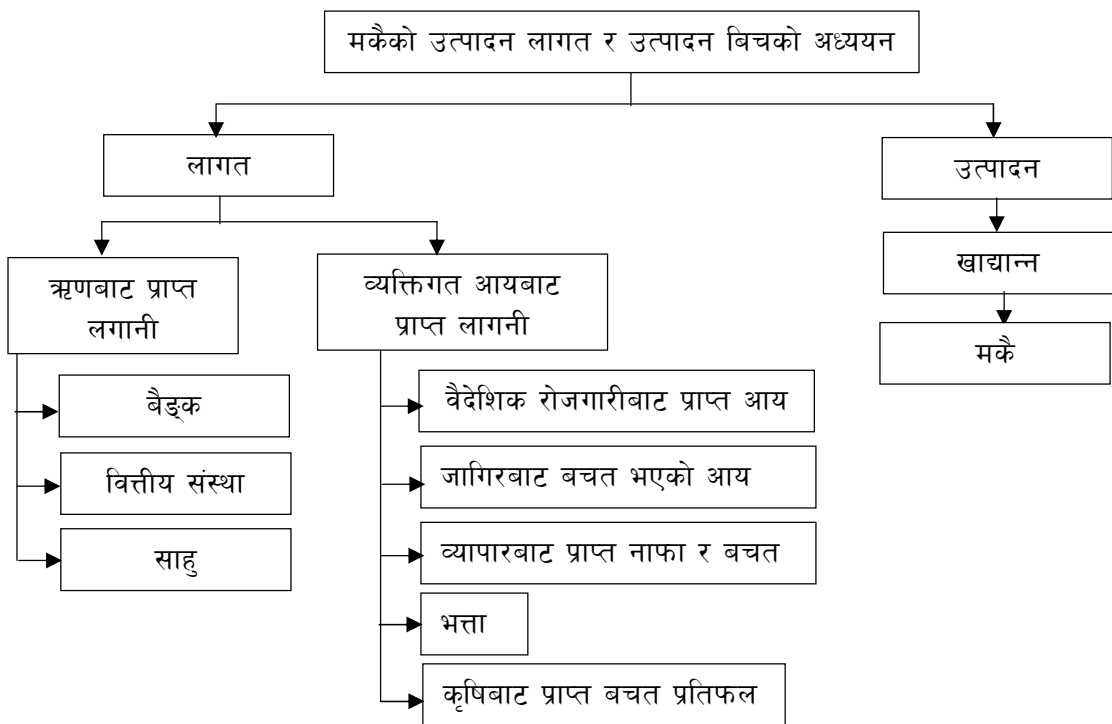 मकैको उत्पादन लागत र उत्पादन बिचको अध्ययन
लागत
उत्पादन
ऋणबाट प्राप्त
लगानी
व्यक्तिगत आयबाट
प्राप्त लागनी
खाद्यान्न
मकै
बैङ्क
वित्तीय संस्था
साहु
वैदेशिक रोजगारीबाट प्राप्त आय
जागिरबाट बचत भएको आय
व्यापारबाट प्राप्त नाफा र बचत
भत्ता
कृषिबाट प्राप्त बचत प्रतिफल